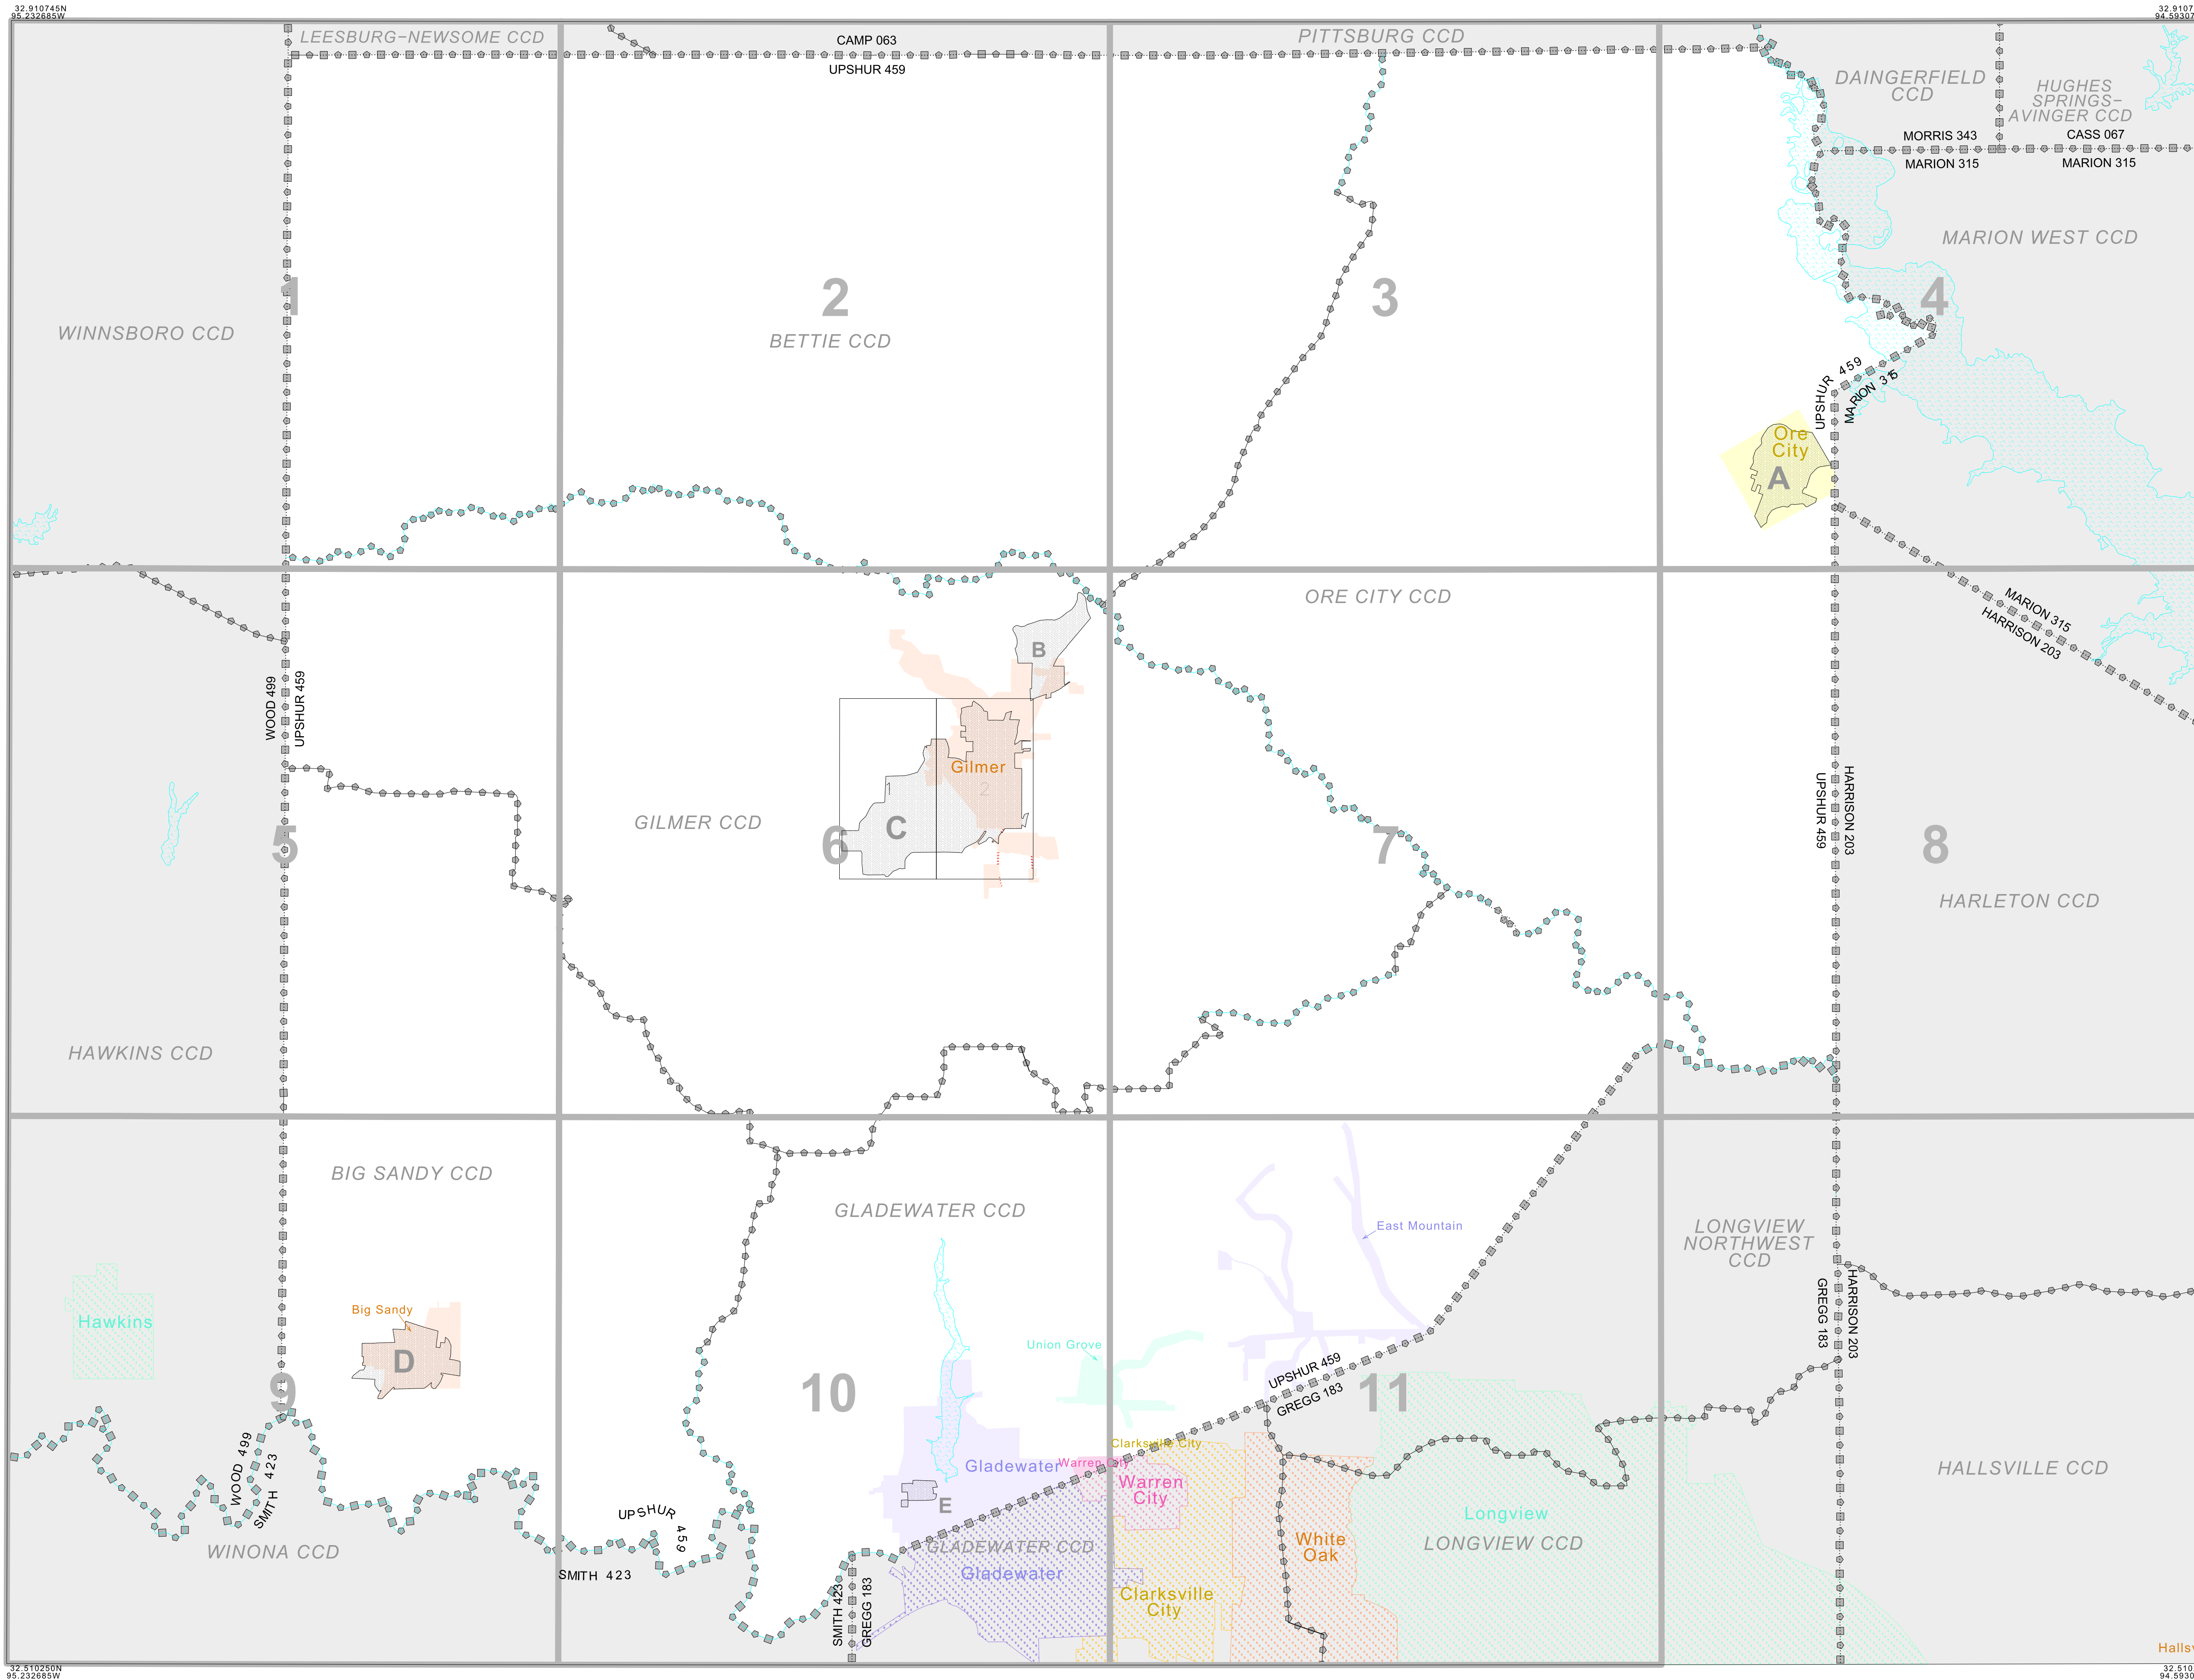 32.910745N
95.232685W
32.9107
94.59307
LEESBURG-NEWSOME CCD
CAMP 063
UPSHUR 459
PITTSBURG CCD
DAINGERFIELD
CCD
HUGHES
SPRINGS-
AVINGER CCD
MORRIS 343
MARION 315
CASS 067
MARION 315
MARION WEST CCD
1
2
3
4
WINNSBORO CCD
BETTIE CCD
UPSHUR 459
MARION 315
Ore
City
A
ORE CITY CCD
MARION 315
HARRISON 203
B
WOOD 499
UPSHUR 459
Gilmer
1
2
C
GILMER CCD
5
6
7
8
UPSHUR 459
HARRISON 203
HARLETON CCD
HAWKINS CCD
BIG SANDY CCD
GLADEWATER CCD
East Mountain
LONGVIEW
NORTHWEST
CCD
GREGG 183
HARRISON 203
Hawkins
Big Sandy
D
Union Grove
UPSHUR 459
GREGG 183
9
10
11
WOOD 499
SMITH 423
Clarksville City
Gladewater
Warren City
Warren
City
E
HALLSVILLE CCD
UPSHUR 459
SMITH 423
WINONA CCD
GLADEWATER CCD
Gladewater
White
Oak
Longview
LONGVIEW CCD
Clarksville
City
SMITH 423
GREGG 183
Hallsv
32.510250N
95.232685W
32.510
94.5930